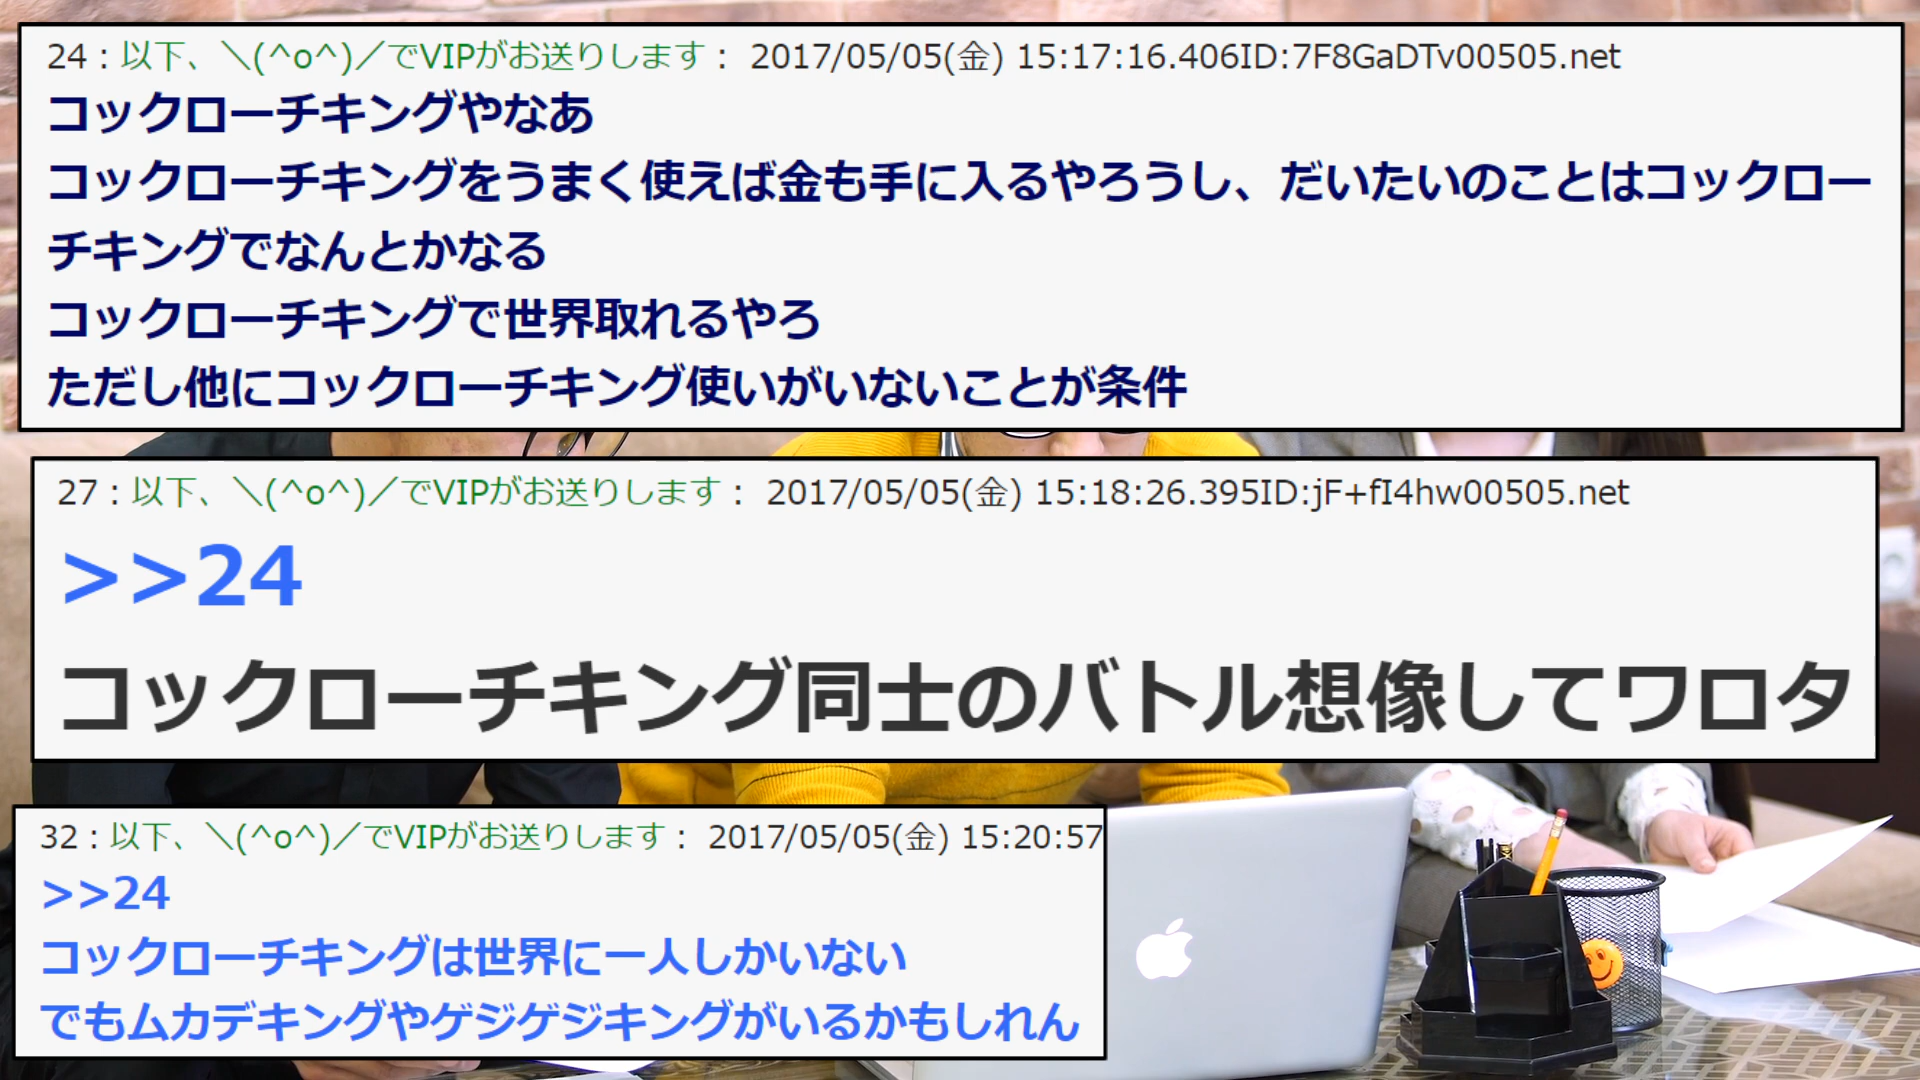 24：以下、＼(^o^)／でVIPがお送りします： 2017/05/05(金) 15:17:16.406ID:7F8GaDTv00505.net
コックローチキングやなあ
コックローチキングをうまく使えば金も手に入るやろうし、だいたいのことはコックロー
チキングでなんとかなる
コックローチキングで世界取れるやろ
ただし他にコックローチキング使いがいないことが条件
27：以下、＼(^o^)／でVIPがお送りします： 2017/05/05(金) 15:18:26.395ID:jF+fI4hw00505.net
>>24
コックローチキング同士のバトル想像してワロタ
32：以下、＼(^o^)／でVIPがお送りします： 2017/05/05(金) 15:20:57
>>24
コックローチキングは世界に一人しかいない
でもムカデキングやゲジゲジキングがいるかもしれん